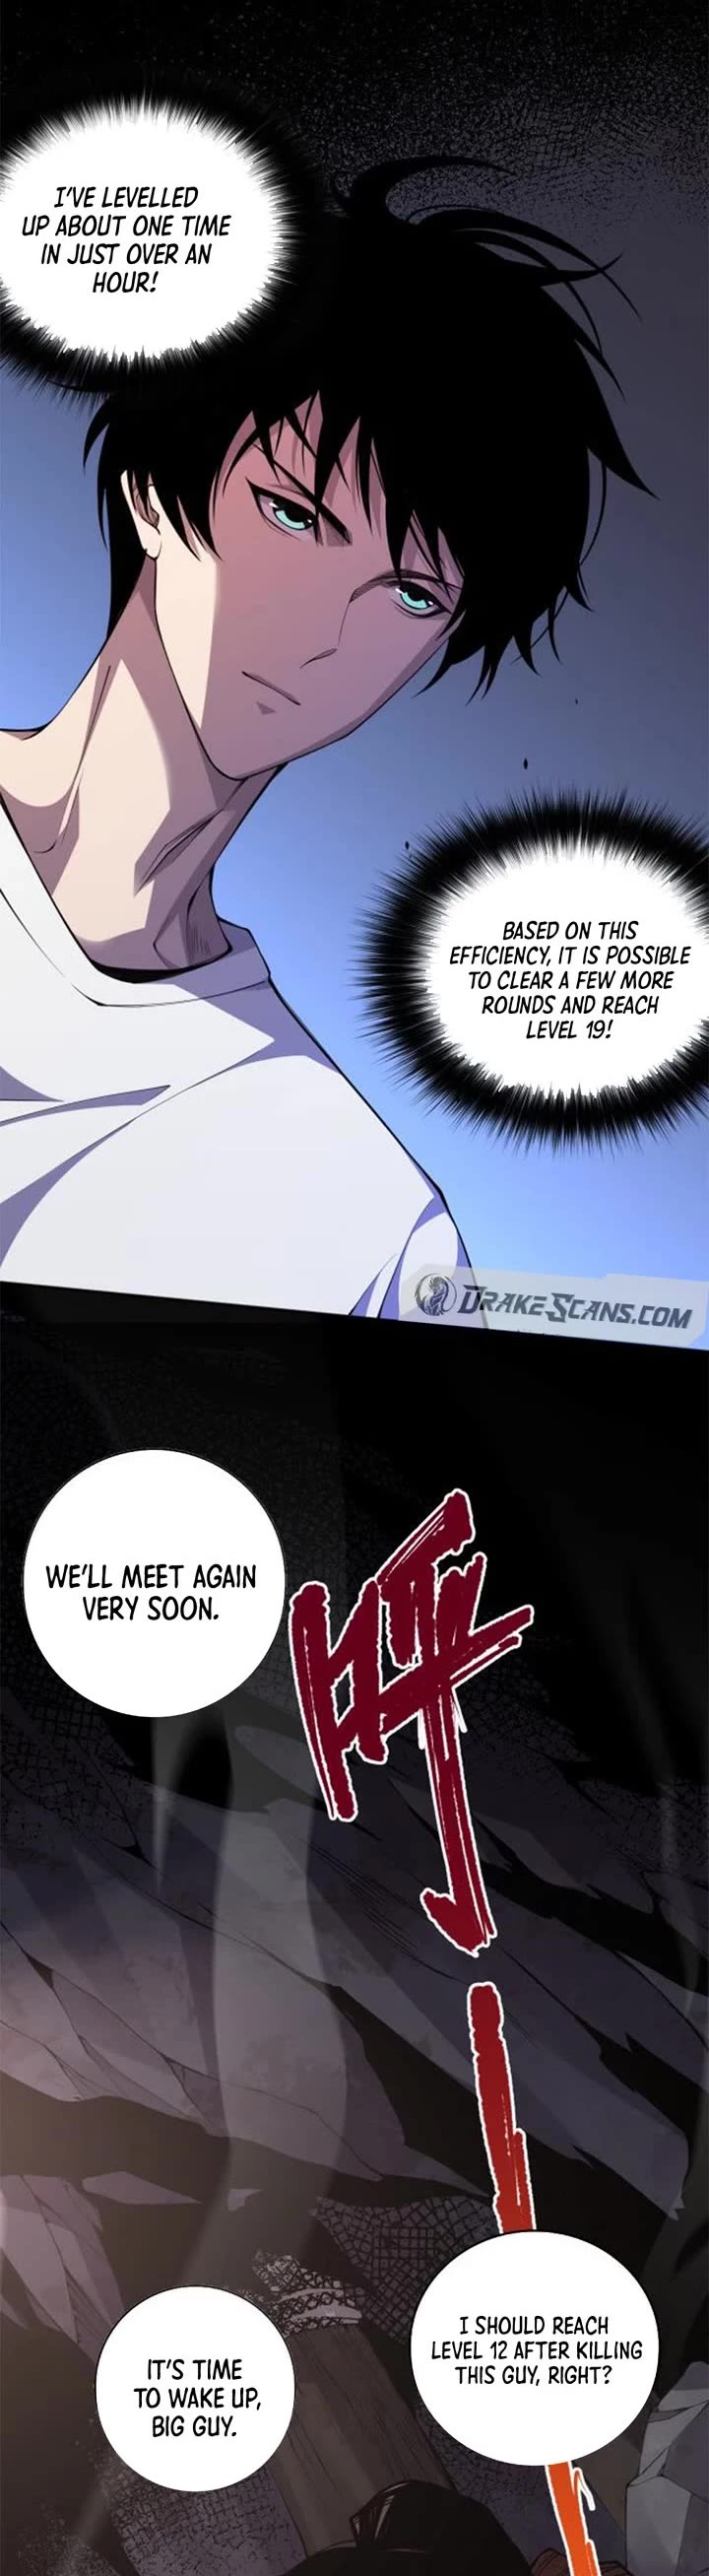 I'VE LEVELLED
UP ABOUT ONE TIME
IN JUST OVER AN
HOUR!
BASED ON THIS
EFFICIENCY, IT IS POSSIBLE
TO CLEAR A FEW MORE
ROUNDS AND REACH
LEVEL 19!
DRAKESCANS.COM
WE'LL MEET AGAIN
VERY SOON.
I SHOULD REACH
LEVEL 12 AFTER KILLING
THIS GUY, RIGHT?
IT'S TIME
TO WAKE UP,
BIG GUY.